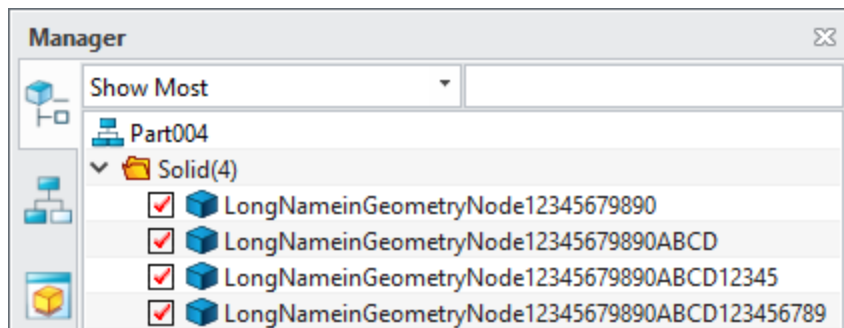 Manager
Show Most
Part004
Solid(4)
LongNameinGeometryNode12345679890
LongNameinGeometryNode12345679890ABCD
LongNameinGeometryNode12345679890ABCD12345
LongNameinGeometryNode12345679890ABCD123456789